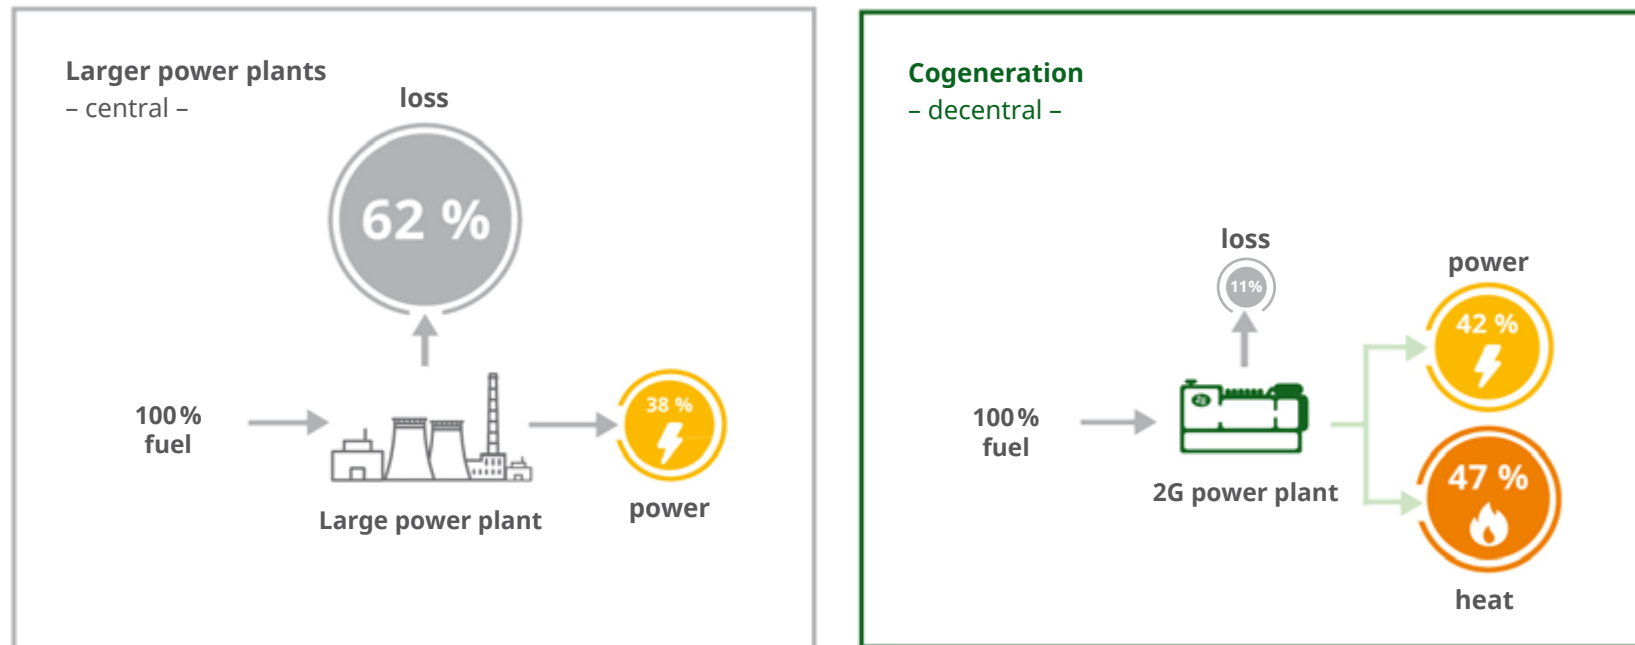 Larger power plants
– central –
loss
62 %
100 %
fuel
38 %
Large power plant
power
Cogeneration
– decentral –
loss
11%
power
42 %
100 %
fuel
2G
2G power plant
47 %
heat